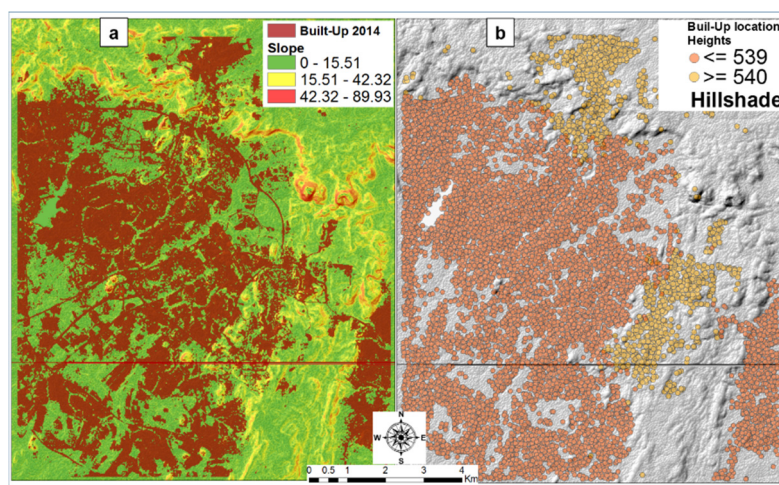 a
Built-Up 2014
Slope
0 - 15.51
15.51 - 42.32
42.32 - 89.93
b
Buil-Up location
Heights
<= 539
>= 540
Hillshade
N
W E
S
0 0.5 1 2 3 4
Km